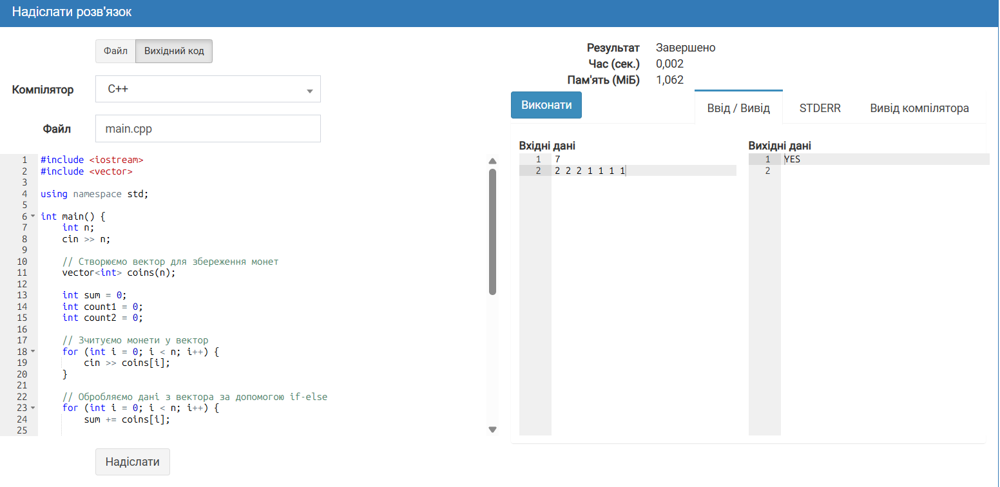 Надіслати розв'язок
Файл Вихідний код
Компілятор C++
Файл main.cpp
1 #include <iostream>
2 #include <vector>
3
4 using namespace std;
5
6 int main() {
7 int n;
8 cin >> n;
9
10 // Створюємо вектор для збереження монет
11 vector<int> coins(n);
12
13 int sum = 0;
14 int count1 = 0;
15 int count2 = 0;
16
17 // Зчитуємо монети у вектор
18 for (int i = 0; i < n; i++) {
19 cin >> coins[i];
20 }
21
22 // Обробляємо дані з вектора за допомогою if-else
23 for (int i = 0; i < n; i++) {
24 sum += coins[i];
25
Надіслати
Результат Завершено
Час (сек.) 0,002
Пам'ять (МіБ) 1,062
Виконати
Ввід / Вивід STDERR Вивід компілятора
Вхідні дані
1 7
2 2 2 2 1 1 1 1
Вихідні дані
1 YES
2